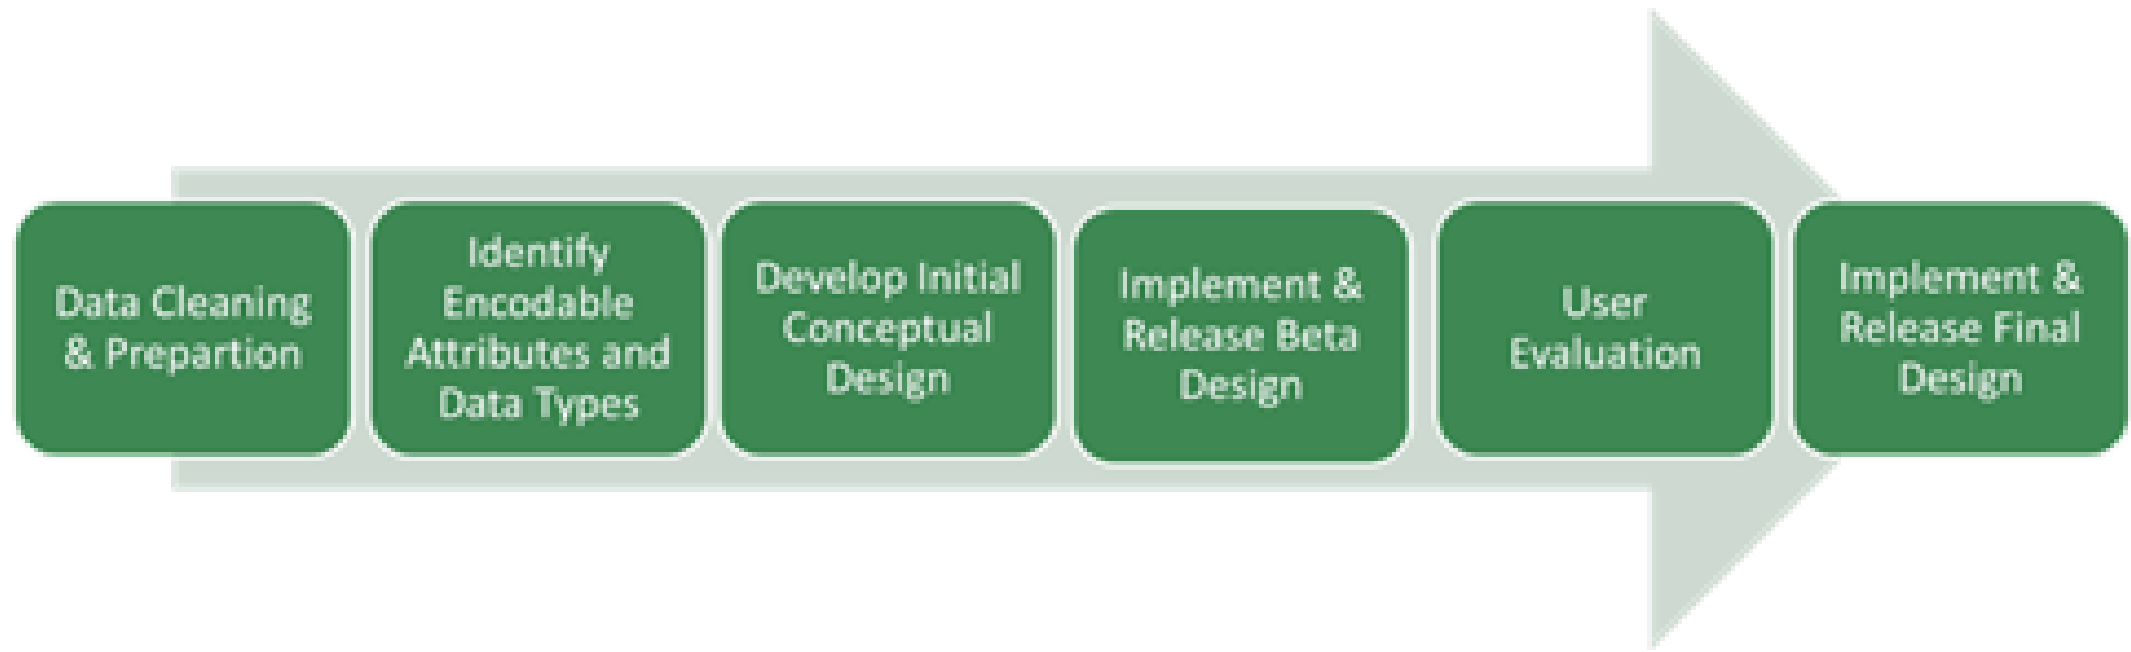 Data Cleaning
& Prepartion
Identify
Encodable
Attributes and
Data Types
Develop Initial
Conceptual
Design
Implement &
Release Beta
Design
User
Evaluation
Implement &
Release Final
Design